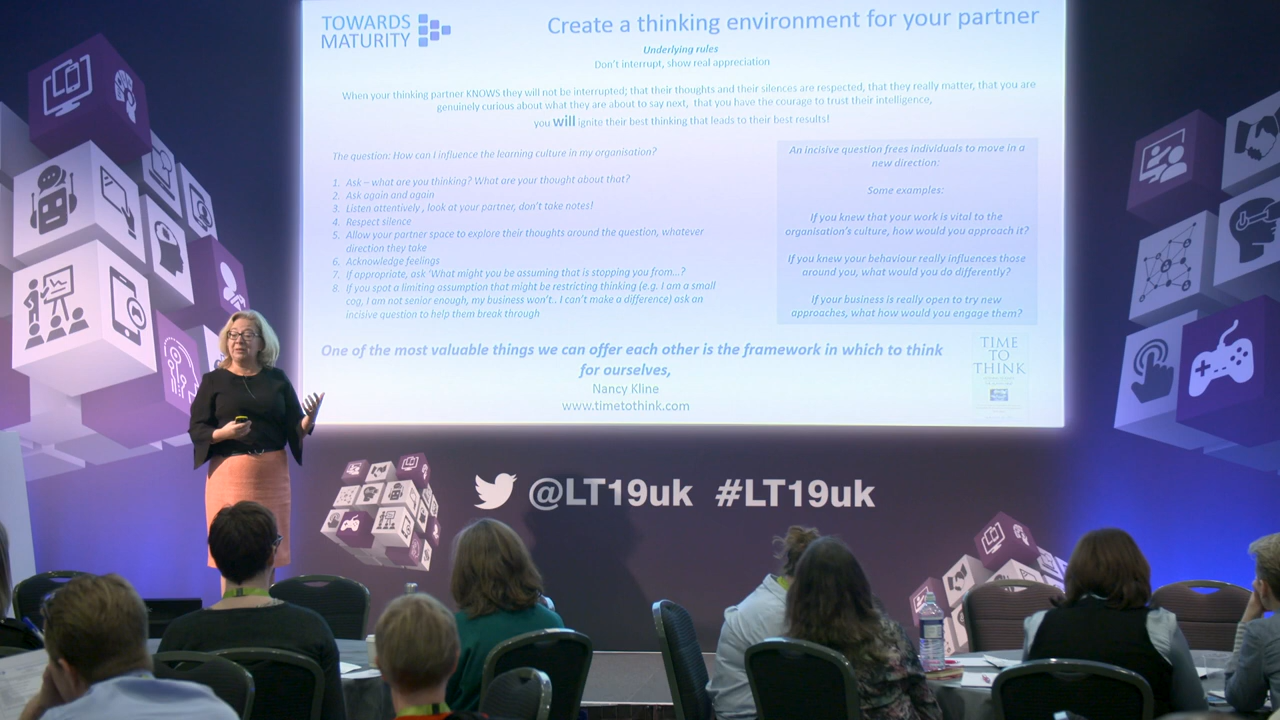 TOWARDS
MATURITY
Create a thinking environment for your partner
Underlying rules
Don't interrupt, show real appreciation
When your thinking partner KNOWS they will not be interrupted; that their thoughts and their silences are respected, that they really matter, that you are
genuinely curious about what they are about to say next, that you have the courage to trust their intelligence,
you will ignite their best thinking that leads to their best results!
The question: How can I influence the learning culture in my organisation?
1. Ask – what are you thinking? What are your thought about that?
2. Ask again and again
3. Listen attentively , look at your partner, don't take notes!
4. Respect silence
5. Allow your partner space to explore their thoughts around the question, whatever
direction they take
6. Acknowledge feelings
7. If appropriate, ask 'What might you be assuming that is stopping you from...?
8. If you spot a limiting assumption that might be restricting thinking (e.g. I am a small
cog, I am not senior enough, my business won't.. I can't make a difference) ask an
incisive question to help them break through
An incisive question frees individuals to move in a
new direction:
Some examples:
If you knew that your work is vital to the
organisation's culture, how would you approach it?
If you knew your behaviour really influences those
around you, what would you do differently?
If your business is really open to try new
approaches, what how would you engage them?
One of the most valuable things we can offer each other is the framework in which to think
for ourselves,
Nancy Kline
www.timetothink.com
TIME
TO
THINK
@LT19uk #LT19uk